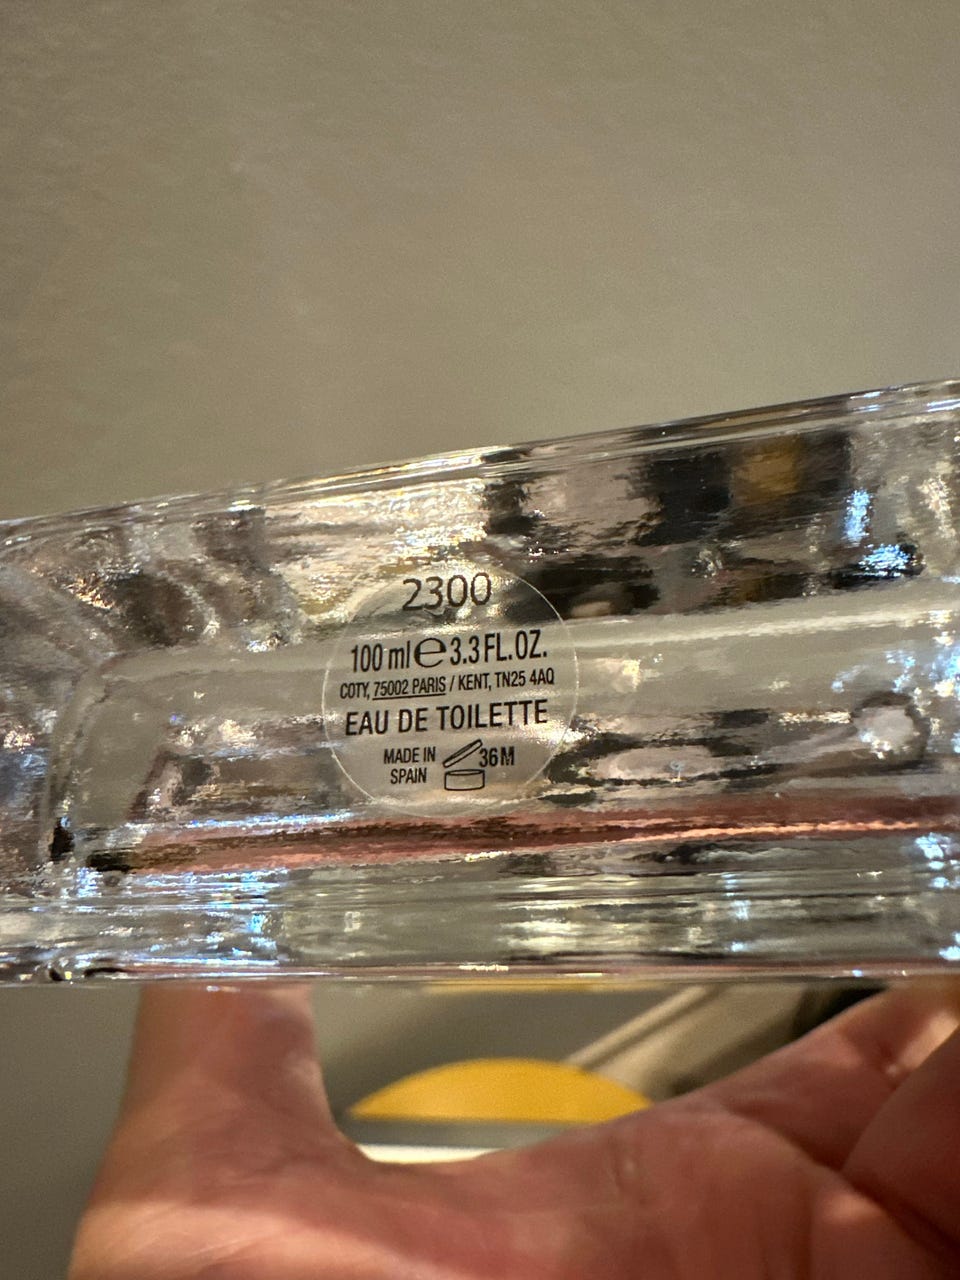 2300
100 ml ℮ 3.3 FL.OZ.
COTY, 75002 PARIS / KENT, TN25 4AQ
EAU DE TOILETTE
MADE IN
SPAIN
36 M